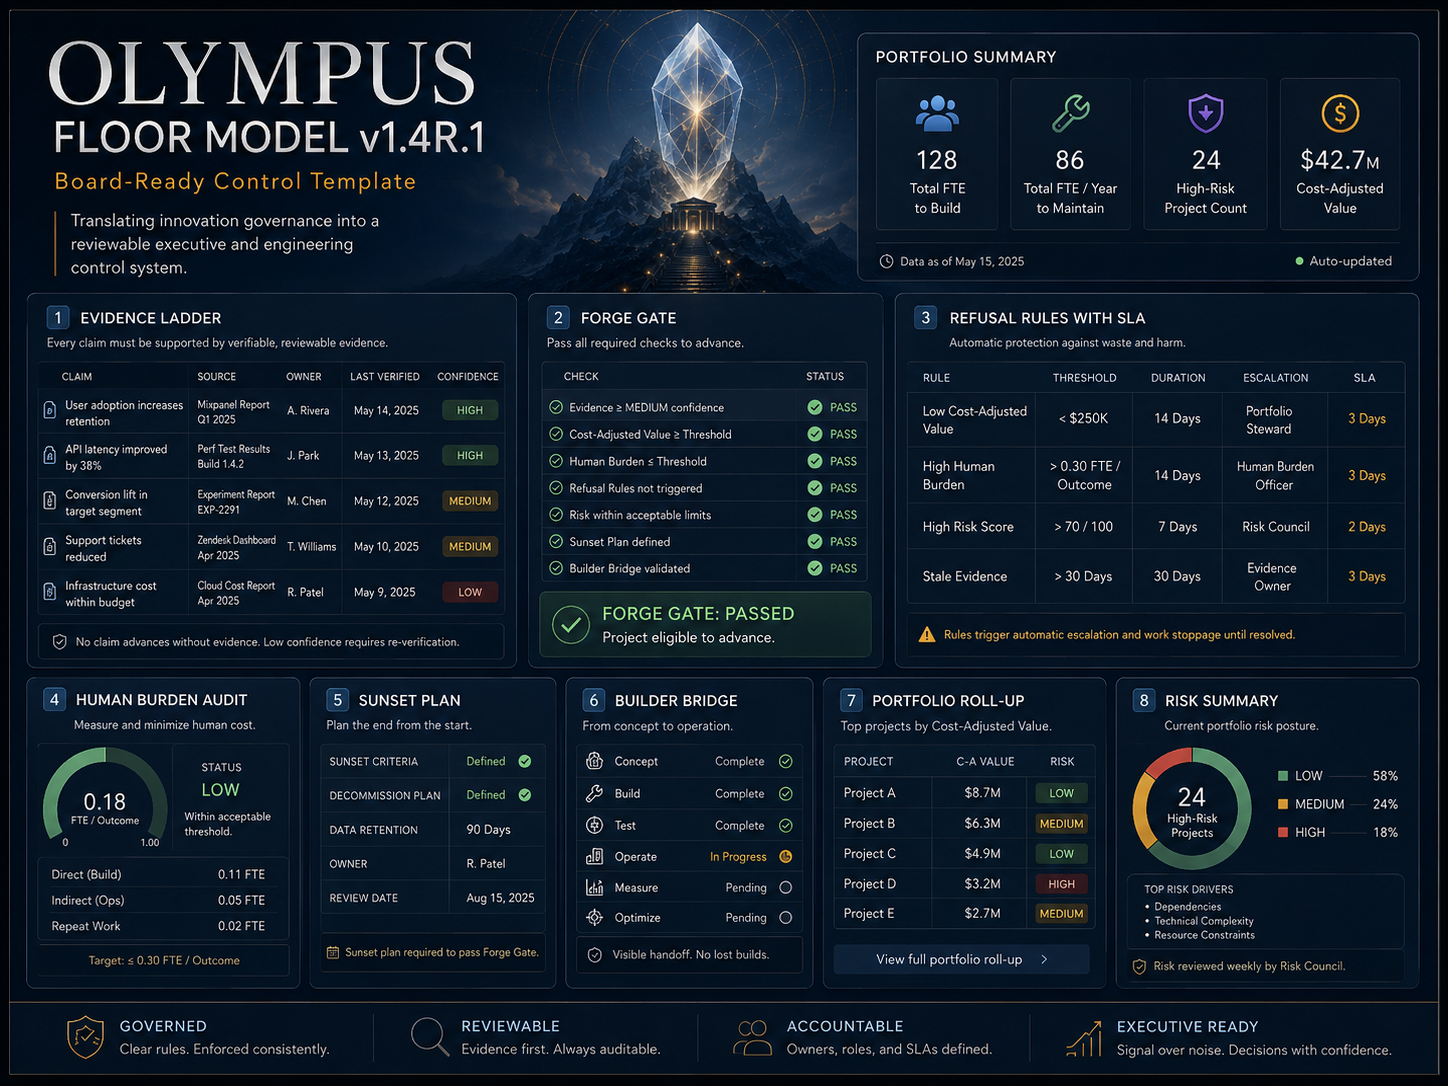 OLYMPUS
FLOOR MODEL v1.4R.1
Board-Ready Control Template
Translating innovation governance into a
reviewable executive and engineering
control system.
PORTFOLIO SUMMARY
128
Total FTE
to Build
86
Total FTE / Year
to Maintain
24
High-Risk
Project Count
$42.7M
Cost-Adjusted
Value
Data as of May 15, 2025
Auto-updated
1 EVIDENCE LADDER
Every claim must be supported by verifiable, reviewable evidence.
CLAIM SOURCE OWNER LAST VERIFIED CONFIDENCE
User adoption increases retention Mixpanel Report Q1 2025 A. Rivera May 14, 2025 HIGH
API latency improved by 38% Perf Test Results Build 1.4.2 J. Park May 13, 2025 HIGH
Conversion lift in target segment Experiment Report EXP-2291 M. Chen May 12, 2025 MEDIUM
Support tickets reduced Zendesk Dashboard Apr 2025 T. Williams May 10, 2025 MEDIUM
Infrastructure cost within budget Cloud Cost Report Apr 2025 R. Patel May 9, 2025 LOW
No claim advances without evidence. Low confidence requires re-verification.
2 FORGE GATE
Pass all required checks to advance.
CHECK STATUS
Evidence ≥ MEDIUM confidence PASS
Cost-Adjusted Value ≥ Threshold PASS
Human Burden ≤ Threshold PASS
Refusal Rules not triggered PASS
Risk within acceptable limits PASS
Sunset Plan defined PASS
Builder Bridge validated PASS
FORGE GATE: PASSED
Project eligible to advance.
3 REFUSAL RULES WITH SLA
Automatic protection against waste and harm.
RULE THRESHOLD DURATION ESCALATION SLA
Low Cost-Adjusted Value < $250K 14 Days Portfolio Steward 3 Days
High Human Burden > 0.30 FTE / Outcome 14 Days Human Burden Officer 3 Days
High Risk Score > 70 / 100 7 Days Risk Council 2 Days
Stale Evidence > 30 Days 30 Days Evidence Owner 3 Days
Rules trigger automatic escalation and work stoppage until resolved.
4 HUMAN BURDEN AUDIT
Measure and minimize human cost.
0.18
FTE / Outcome
0 1.00
STATUS
LOW
Within acceptable
threshold.
Direct (Build) 0.11 FTE
Indirect (Ops) 0.05 FTE
Repeat Work 0.02 FTE
Target: ≤ 0.30 FTE / Outcome
5 SUNSET PLAN
Plan the end from the start.
SUNSET CRITERIA Defined
DECOMMISSION PLAN Defined
DATA RETENTION 90 Days
OWNER R. Patel
REVIEW DATE Aug 15, 2025
Sunset plan required to pass Forge Gate.
6 BUILDER BRIDGE
From concept to operation.
Concept Complete
Build Complete
Test Complete
Operate In Progress
Measure Pending
Optimize Pending
Visible handoff. No lost builds.
7 PORTFOLIO ROLL-UP
Top projects by Cost-Adjusted Value.
PROJECT C-A VALUE RISK
Project A $8.7M LOW
Project B $6.3M MEDIUM
Project C $4.9M LOW
Project D $3.2M HIGH
Project E $2.7M MEDIUM
View full portfolio roll-up
8 RISK SUMMARY
Current portfolio risk posture.
24
High-Risk
Projects
LOW 58%
MEDIUM 24%
HIGH 18%
TOP RISK DRIVERS
• Dependencies
• Technical Complexity
• Resource Constraints
Risk reviewed weekly by Risk Council.
GOVERNED
Clear rules. Enforced consistently.
REVIEWABLE
Evidence first. Always auditable.
ACCOUNTABLE
Owners, roles, and SLAs defined.
EXECUTIVE READY
Signal over noise. Decisions with confidence.